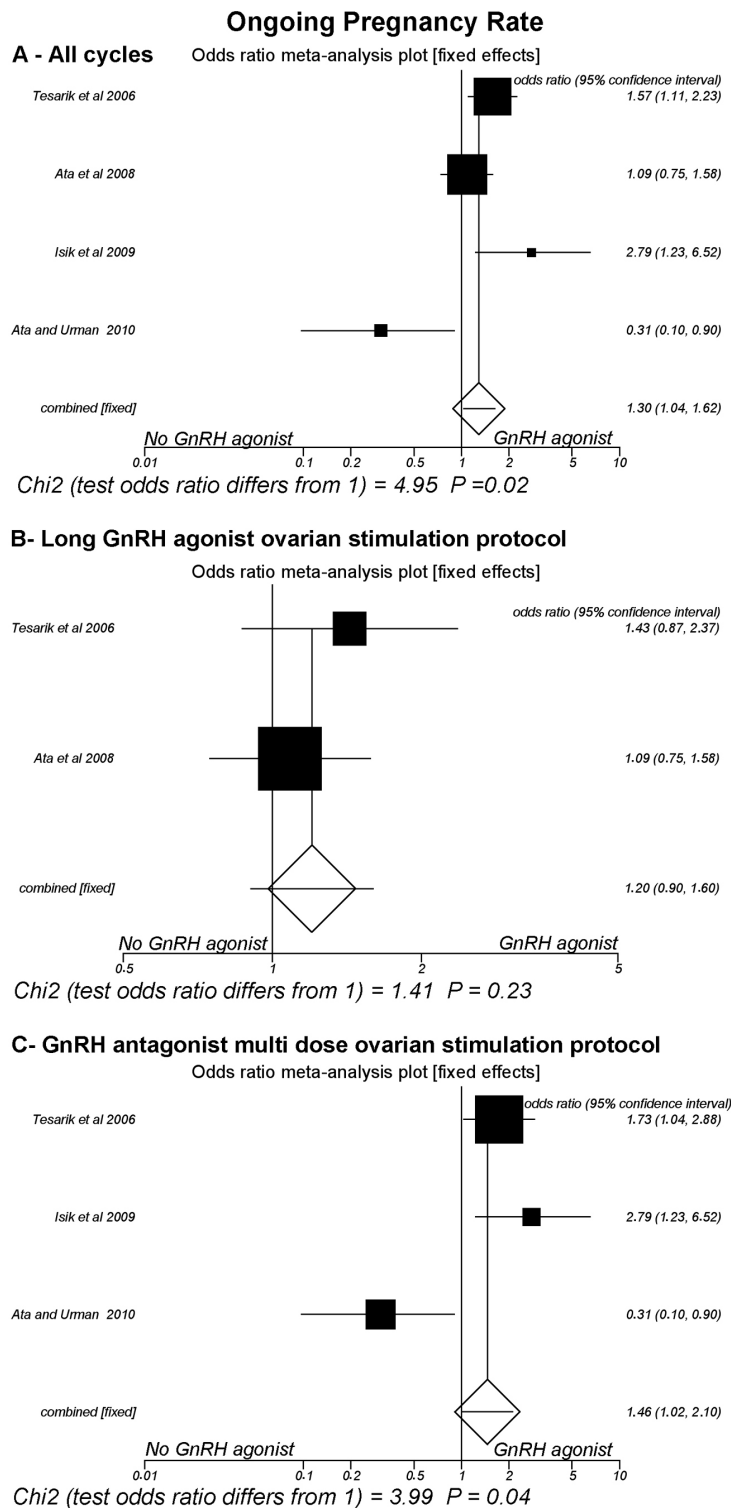 Ongoing Pregnancy Rate
A - All cycles
Odds ratio meta-analysis plot [fixed effects]
odds ratio (95% confidence interval)
Tesarik et al 2006 1.57 (1.11, 2.23)
Ata et al 2008 1.09 (0.75, 1.58)
Isik et al 2009 2.79 (1.23, 6.52)
Ata and Urman 2010 0.31 (0.10, 0.90)
combined [fixed] 1.30 (1.04, 1.62)
No GnRH agonist GnRH agonist
0.01 0.1 0.2 0.5 1 2 5 10
Chi2 (test odds ratio differs from 1) = 4.95 P =0.02
B- Long GnRH agonist ovarian stimulation protocol
Odds ratio meta-analysis plot [fixed effects]
odds ratio (95% confidence interval)
Tesarik et al 2006 1.43 (0.87, 2.37)
Ata et al 2008 1.09 (0.75, 1.58)
combined [fixed] 1.20 (0.90, 1.60)
No GnRH agonist GnRH agonist
0.5 1 2 5
Chi2 (test odds ratio differs from 1) = 1.41 P = 0.23
C- GnRH antagonist multi dose ovarian stimulation protocol
Odds ratio meta-analysis plot [fixed effects]
odds ratio (95% confidence interval)
Tesarik et al 2006 1.73 (1.04, 2.88)
Isik et al 2009 2.79 (1.23, 6.52)
Ata and Urman 2010 0.31 (0.10, 0.90)
combined [fixed] 1.46 (1.02, 2.10)
No GnRH agonist GnRH agonist
0.01 0.1 0.2 0.5 1 2 5 10
Chi2 (test odds ratio differs from 1) = 3.99 P = 0.04